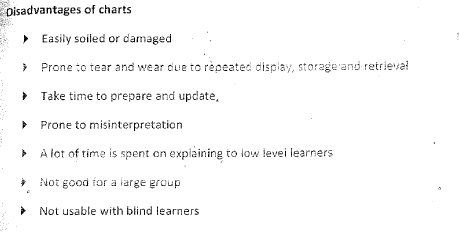 Disadvantages of charts
Easily soiled or damaged
Prone to tear and wear due to repeated display, storage and retrieval
Take time to prepare and update,
Prone to misinterpretation
A lot of time is spent on explaining to low level learners
Not good for a large group
Not usable with blind learners